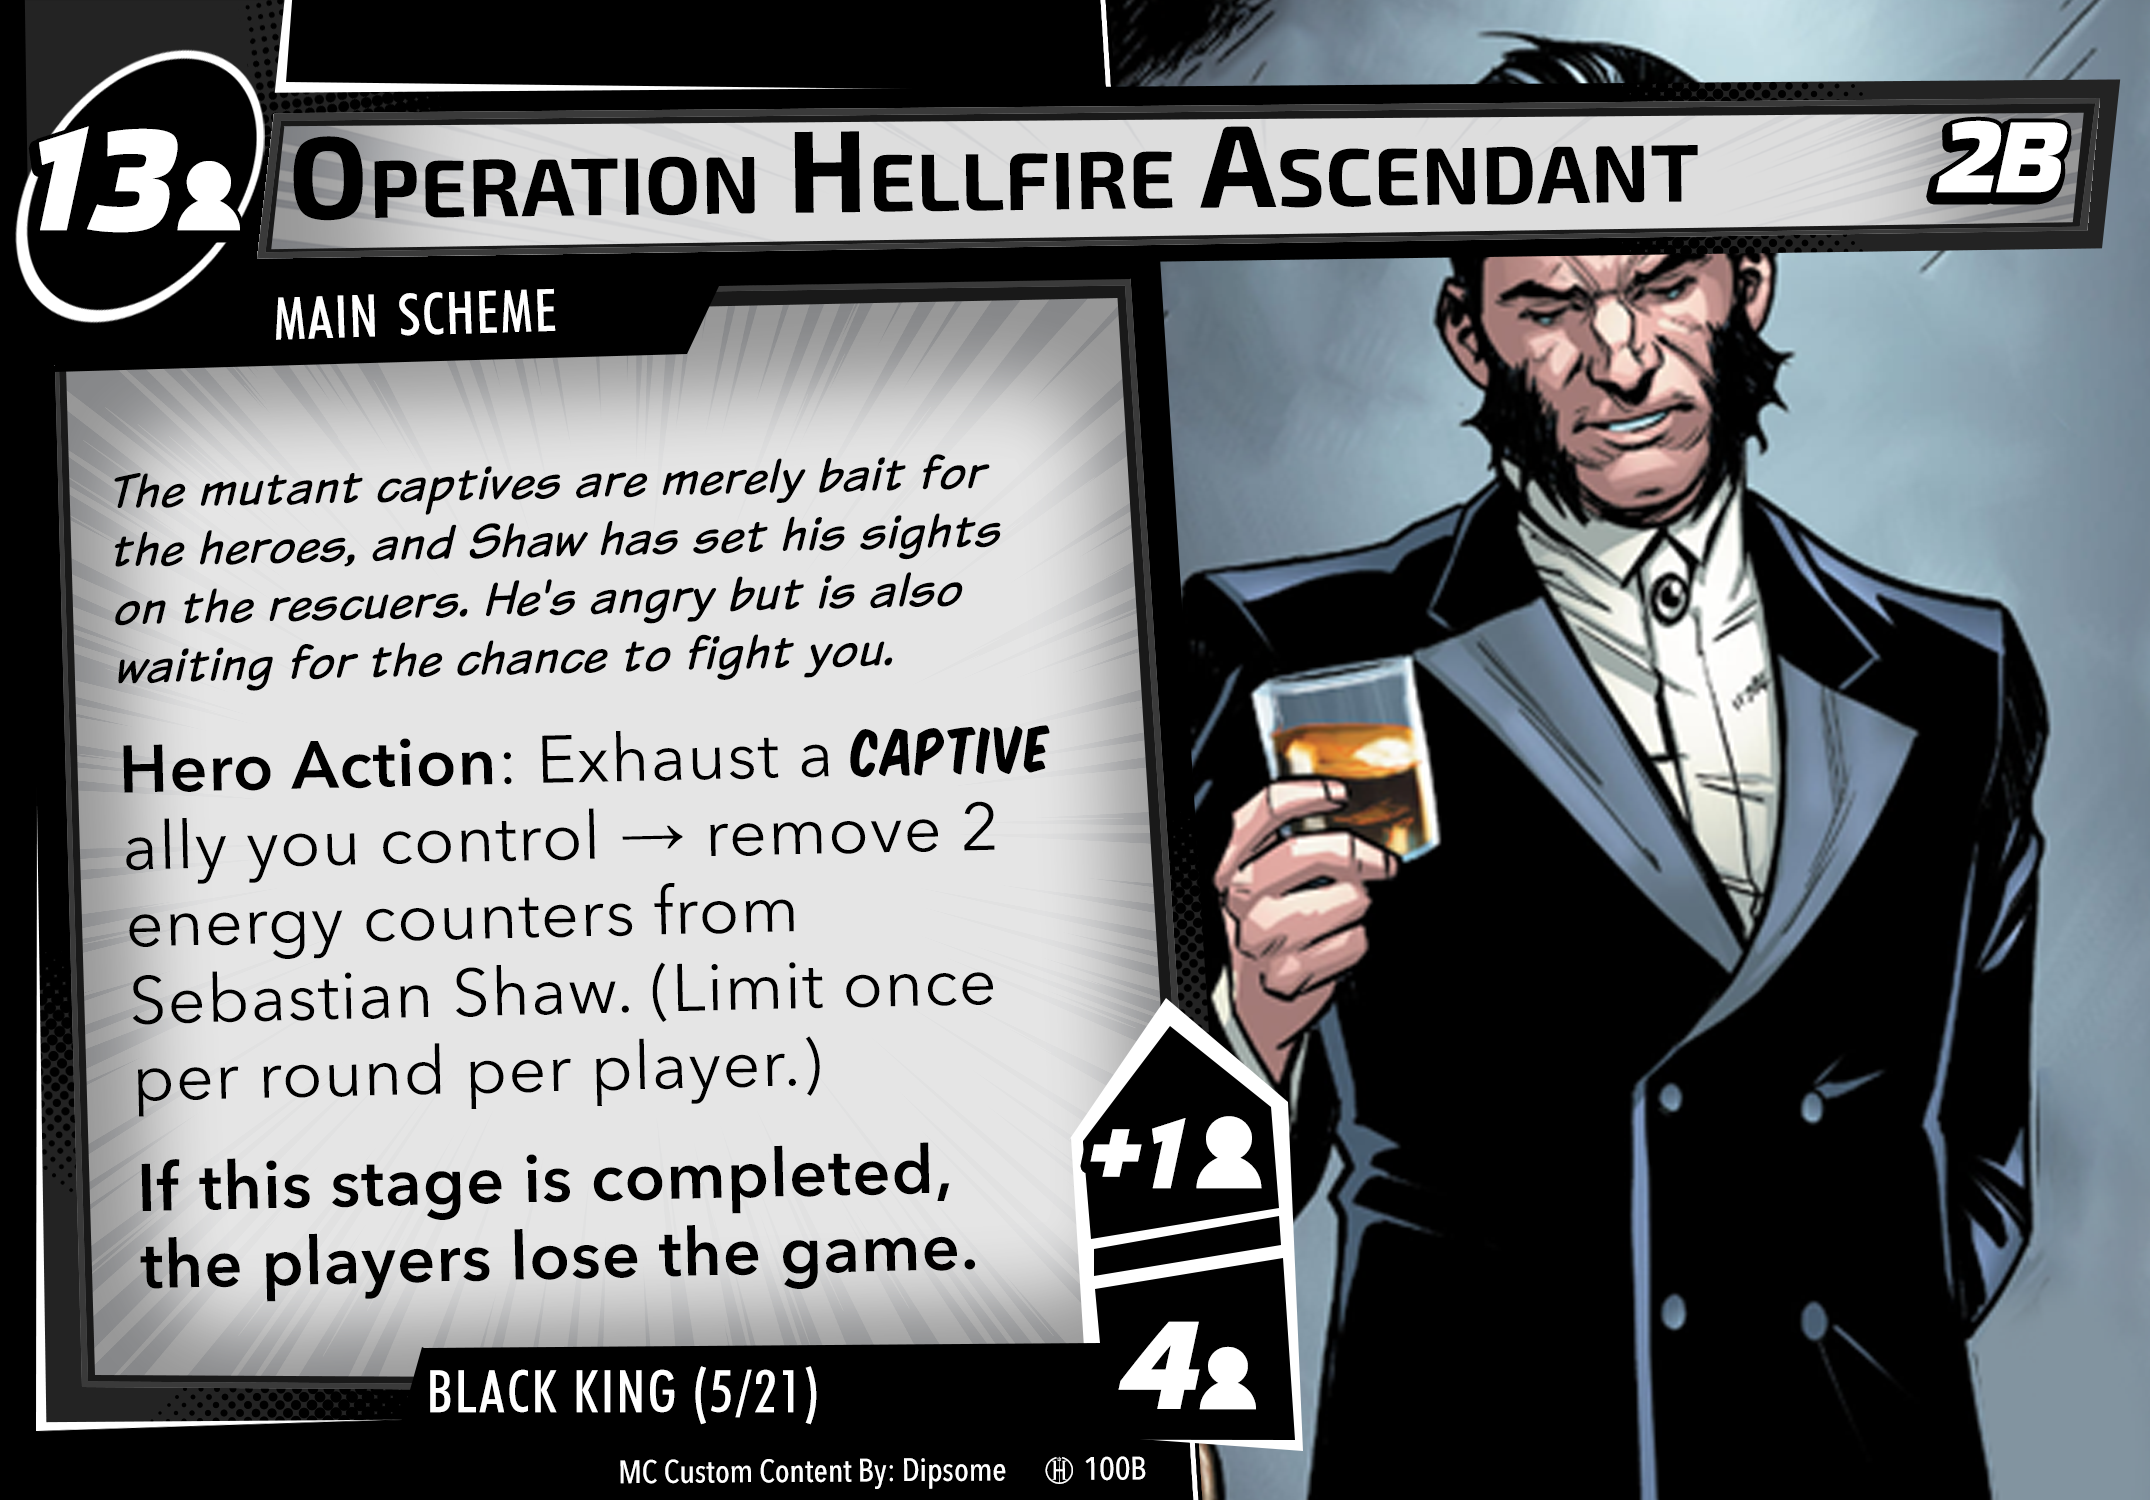 13
Operation Hellfire Ascendant
2B
MAIN SCHEME
The mutant captives are merely bait for
the heroes, and Shaw has set his sights
on the rescuers. He's angry but is also
waiting for the chance to fight you.
Hero Action: Exhaust a CAPTIVE
ally you control → remove 2
energy counters from
Sebastian Shaw. (Limit once
per round per player.)
If this stage is completed,
the players lose the game.
+1
4
BLACK KING (5/21)
MC Custom Content By: Dipsome 100B